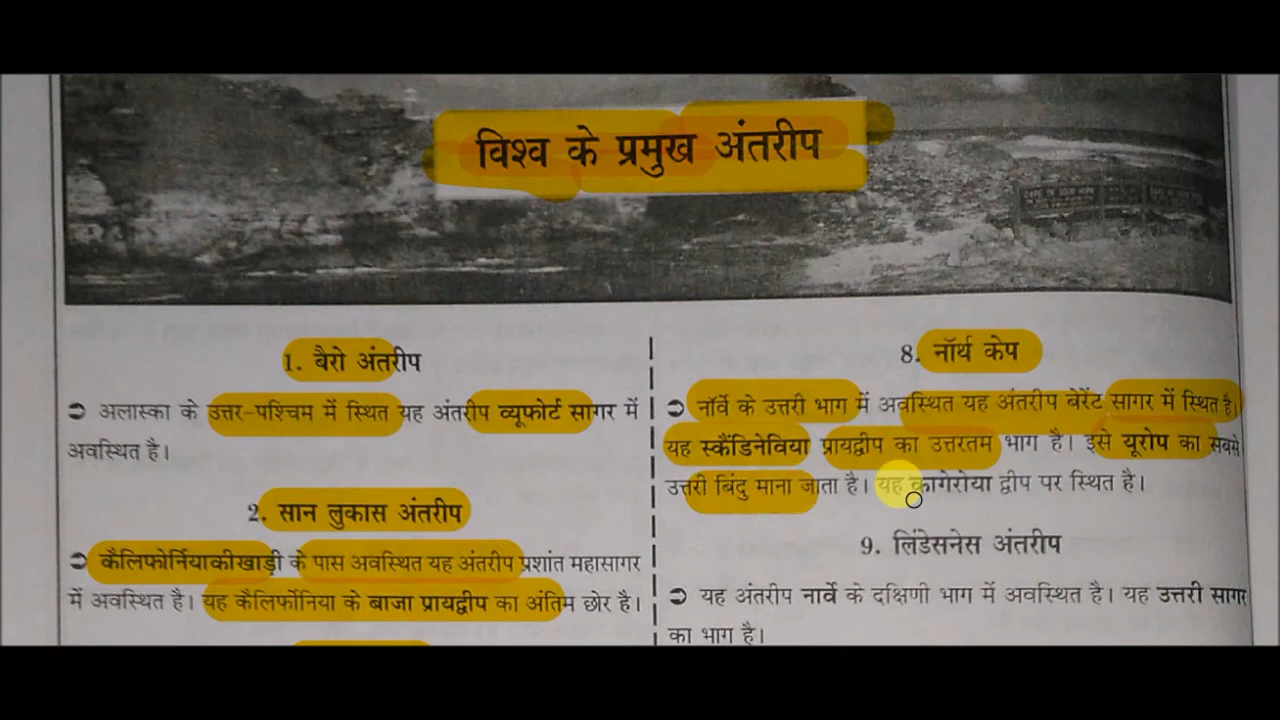 विश्व के प्रमुख अंतरीप
1. बैरो अंतरीप
➲ अलास्का के उत्तर-पश्चिम में स्थित यह अंतरीप ब्यूफोर्ट सागर में
अवस्थित है।
2. सान लुकास अंतरीप
➲ कैलिफोर्नियाकीखाड़ी के पास अवस्थित यह अंतरीप प्रशांत महासागर
में अवस्थित है। यह कैलिफोर्निया के बाजा प्रायद्वीप का अंतिम छोर है।
8. नॉर्थ केप
➲ नॉर्वे के उत्तरी भाग में अवस्थित यह अंतरीप बेरेंट सागर में स्थित है।
यह स्कैंडिनेविया प्रायद्वीप का उत्तरतम भाग है। इसे यूरोप का सबसे
उत्तरी बिंदु माना जाता है। यह कागेरोया द्वीप पर स्थित है।
9. लिंडेसनेस अंतरीप
➲ यह अंतरीप नार्वे के दक्षिणी भाग में अवस्थित है। यह उत्तरी सागर
का भाग है।